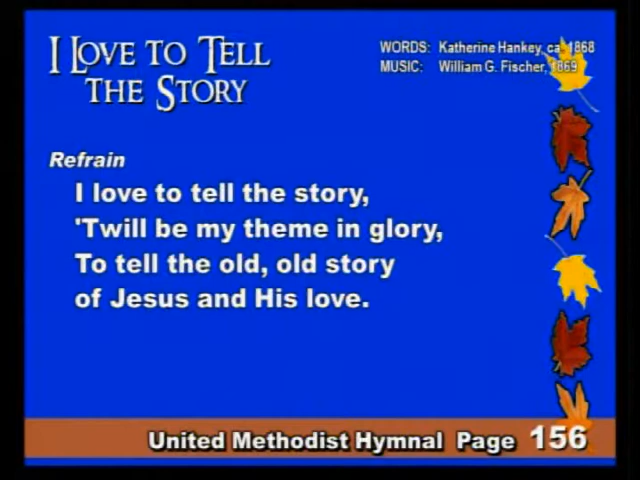 I LOVE TO TELL
THE STORY
WORDS: Katherine Hankey, ca. 1868
MUSIC: William G. Fischer, 1869
Refrain
I love to tell the story,
'Twill be my theme in glory,
To tell the old, old story
of Jesus and His love.
United Methodist Hymnal Page 156